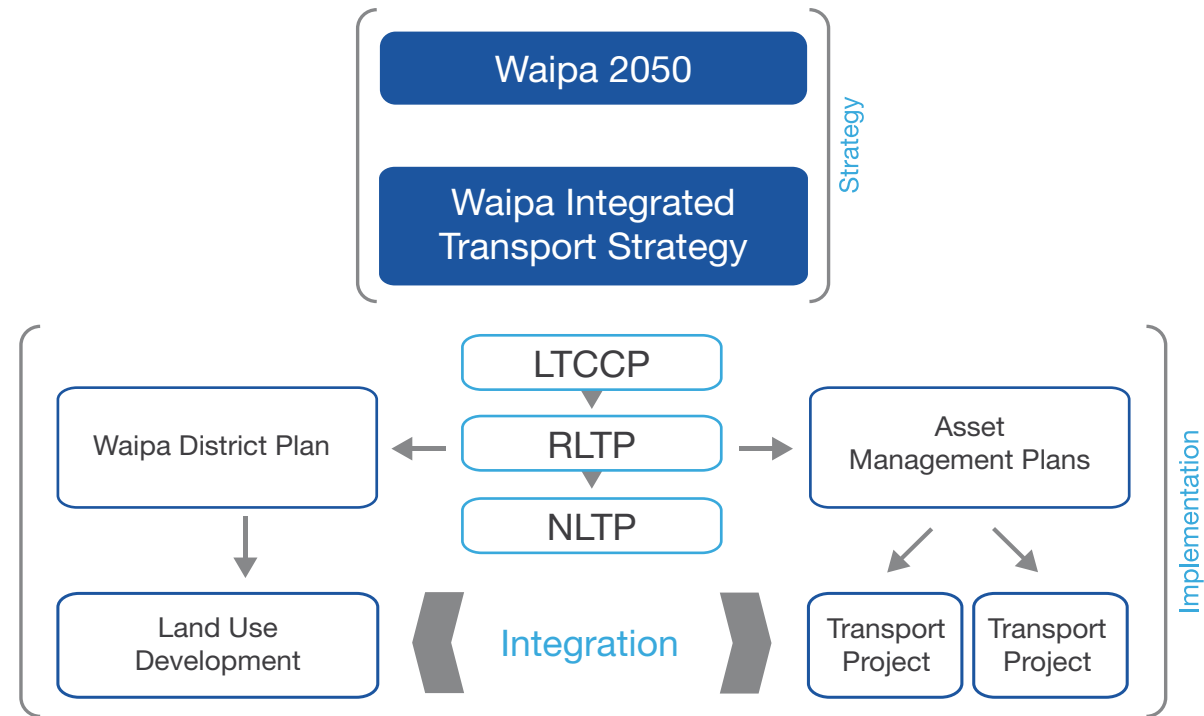 Waipa 2050
Waipa Integrated
Transport Strategy
Strategy
LTCCP
RLTP
NLTP
Waipa District Plan
Asset
Management Plans
Land Use
Development
Integration
Transport
Project
Transport
Project
Implementation